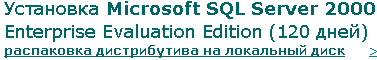 Установка Microsoft SQL Server 2000
Enterprise Evaluation Edition (120 дней)
распаковка дистрибутива на локальный диск >